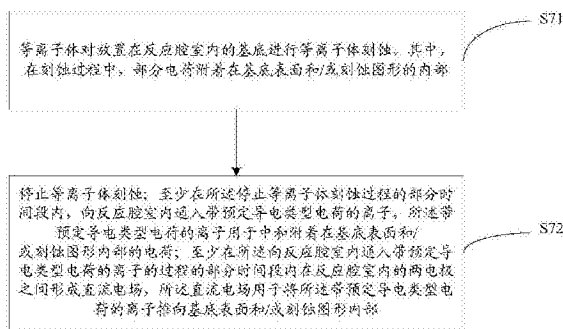 S71
等离子体对放置在反应腔室内的基底进行等离子体刻蚀，其中，
在刻蚀过程中，部分电荷附着在基底表面和/或刻蚀图形的内部
停止等离子体刻蚀；至少在所述停止等离子体刻蚀过程的部分时
间段内，向反应腔室内通入带预定导电类型电荷的离子，所述带
预定导电类型电荷的离子用于中和附着在基底表面和/
或刻蚀图形内部的电荷；至少在所述向反应腔室内通入带预定导
电类型电荷的离子的过程的部分时间段内在反应腔室内的两电极
之间形成直流电场，所述直流电场用于将所述带预定导电类型电
荷的离子推向基底表面和/或刻蚀图形内部
S72